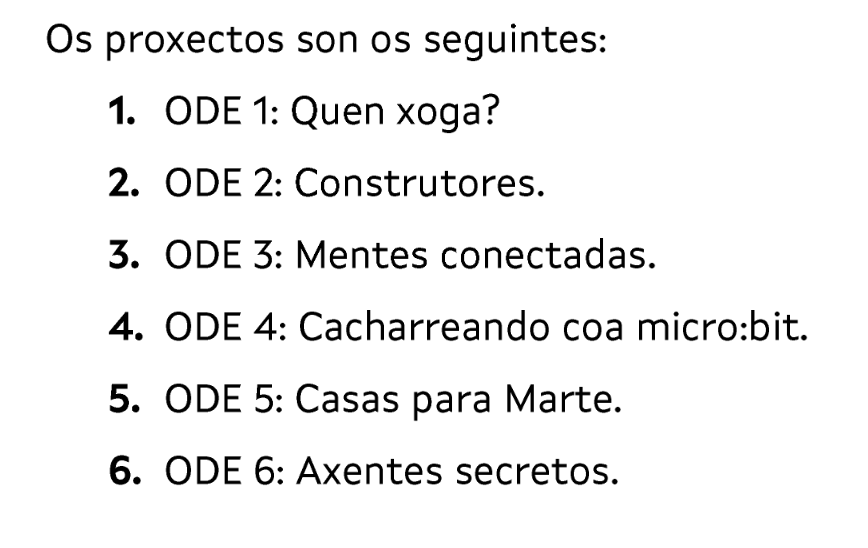 Os proxectos son os seguintes:
1. ODE 1: Quen xoga?
2. ODE 2: Construtores.
3. ODE 3: Mentes conectadas.
4. ODE 4: Cacharreando coa micro:bit.
5. ODE 5: Casas para Marte.
6. ODE 6: Axentes secretos.